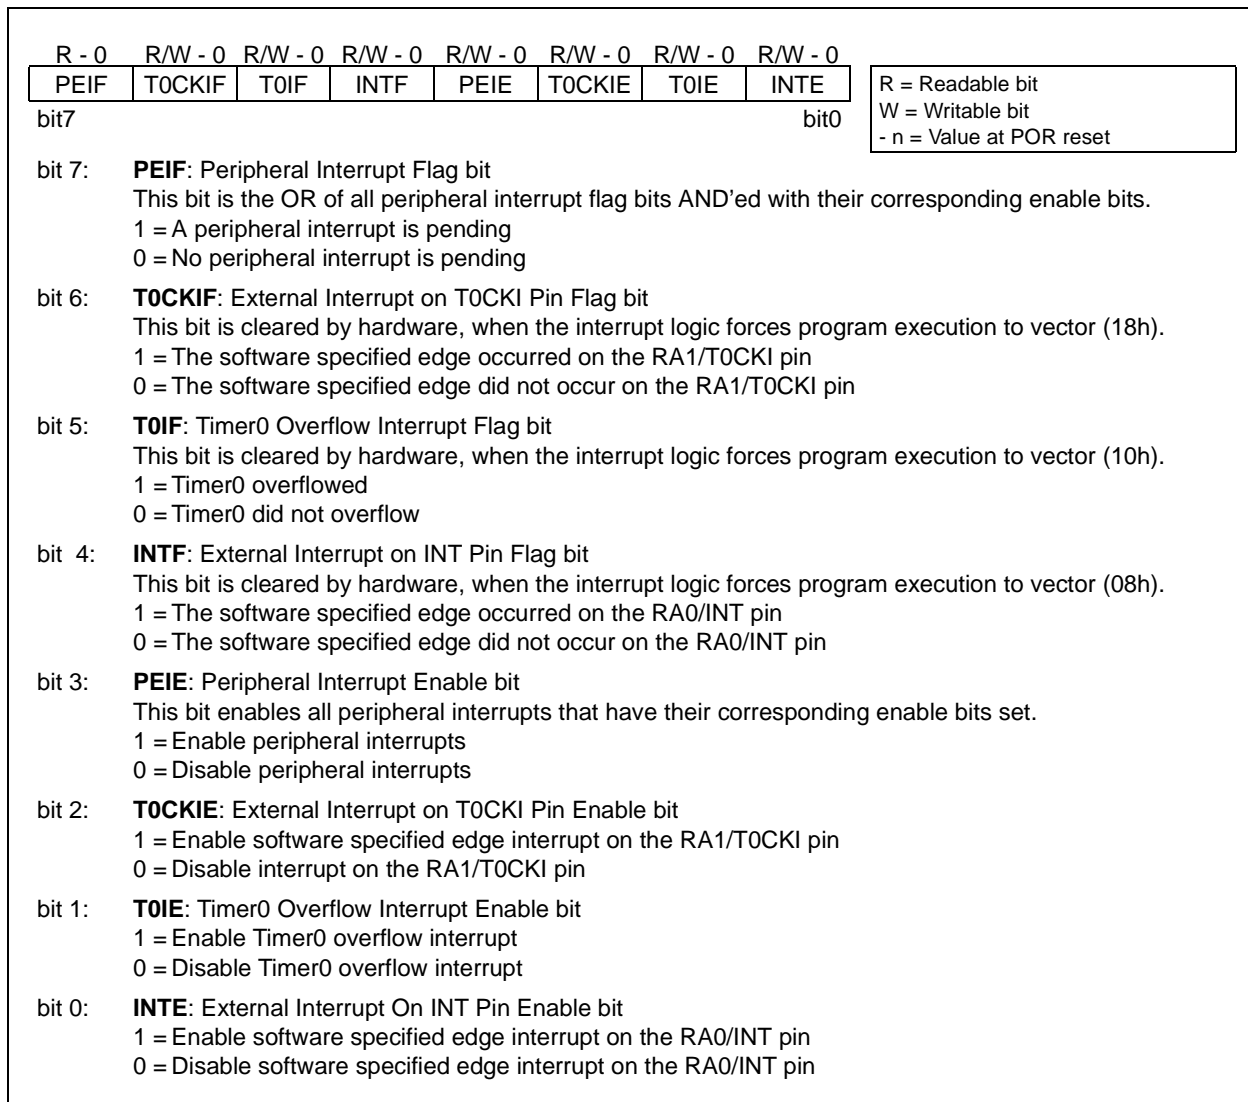 R - 0 R/W - 0 R/W - 0 R/W - 0 R/W - 0 R/W - 0 R/W - 0 R/W - 0
PEIF T0CKIF T0IF INTF PEIE T0CKIE T0IE INTE
bit7 bit0
R = Readable bit
W = Writable bit
- n = Value at POR reset
bit 7: PEIF: Peripheral Interrupt Flag bit
This bit is the OR of all peripheral interrupt flag bits AND’ed with their corresponding enable bits.
1 = A peripheral interrupt is pending
0 = No peripheral interrupt is pending
bit 6: T0CKIF: External Interrupt on T0CKI Pin Flag bit
This bit is cleared by hardware, when the interrupt logic forces program execution to vector (18h).
1 = The software specified edge occurred on the RA1/T0CKI pin
0 = The software specified edge did not occur on the RA1/T0CKI pin
bit 5: T0IF: Timer0 Overflow Interrupt Flag bit
This bit is cleared by hardware, when the interrupt logic forces program execution to vector (10h).
1 = Timer0 overflowed
0 = Timer0 did not overflow
bit 4: INTF: External Interrupt on INT Pin Flag bit
This bit is cleared by hardware, when the interrupt logic forces program execution to vector (08h).
1 = The software specified edge occurred on the RA0/INT pin
0 = The software specified edge did not occur on the RA0/INT pin
bit 3: PEIE: Peripheral Interrupt Enable bit
This bit enables all peripheral interrupts that have their corresponding enable bits set.
1 = Enable peripheral interrupts
0 = Disable peripheral interrupts
bit 2: T0CKIE: External Interrupt on T0CKI Pin Enable bit
1 = Enable software specified edge interrupt on the RA1/T0CKI pin
0 = Disable interrupt on the RA1/T0CKI pin
bit 1: T0IE: Timer0 Overflow Interrupt Enable bit
1 = Enable Timer0 overflow interrupt
0 = Disable Timer0 overflow interrupt
bit 0: INTE: External Interrupt On INT Pin Enable bit
1 = Enable software specified edge interrupt on the RA0/INT pin
0 = Disable software specified edge interrupt on the RA0/INT pin